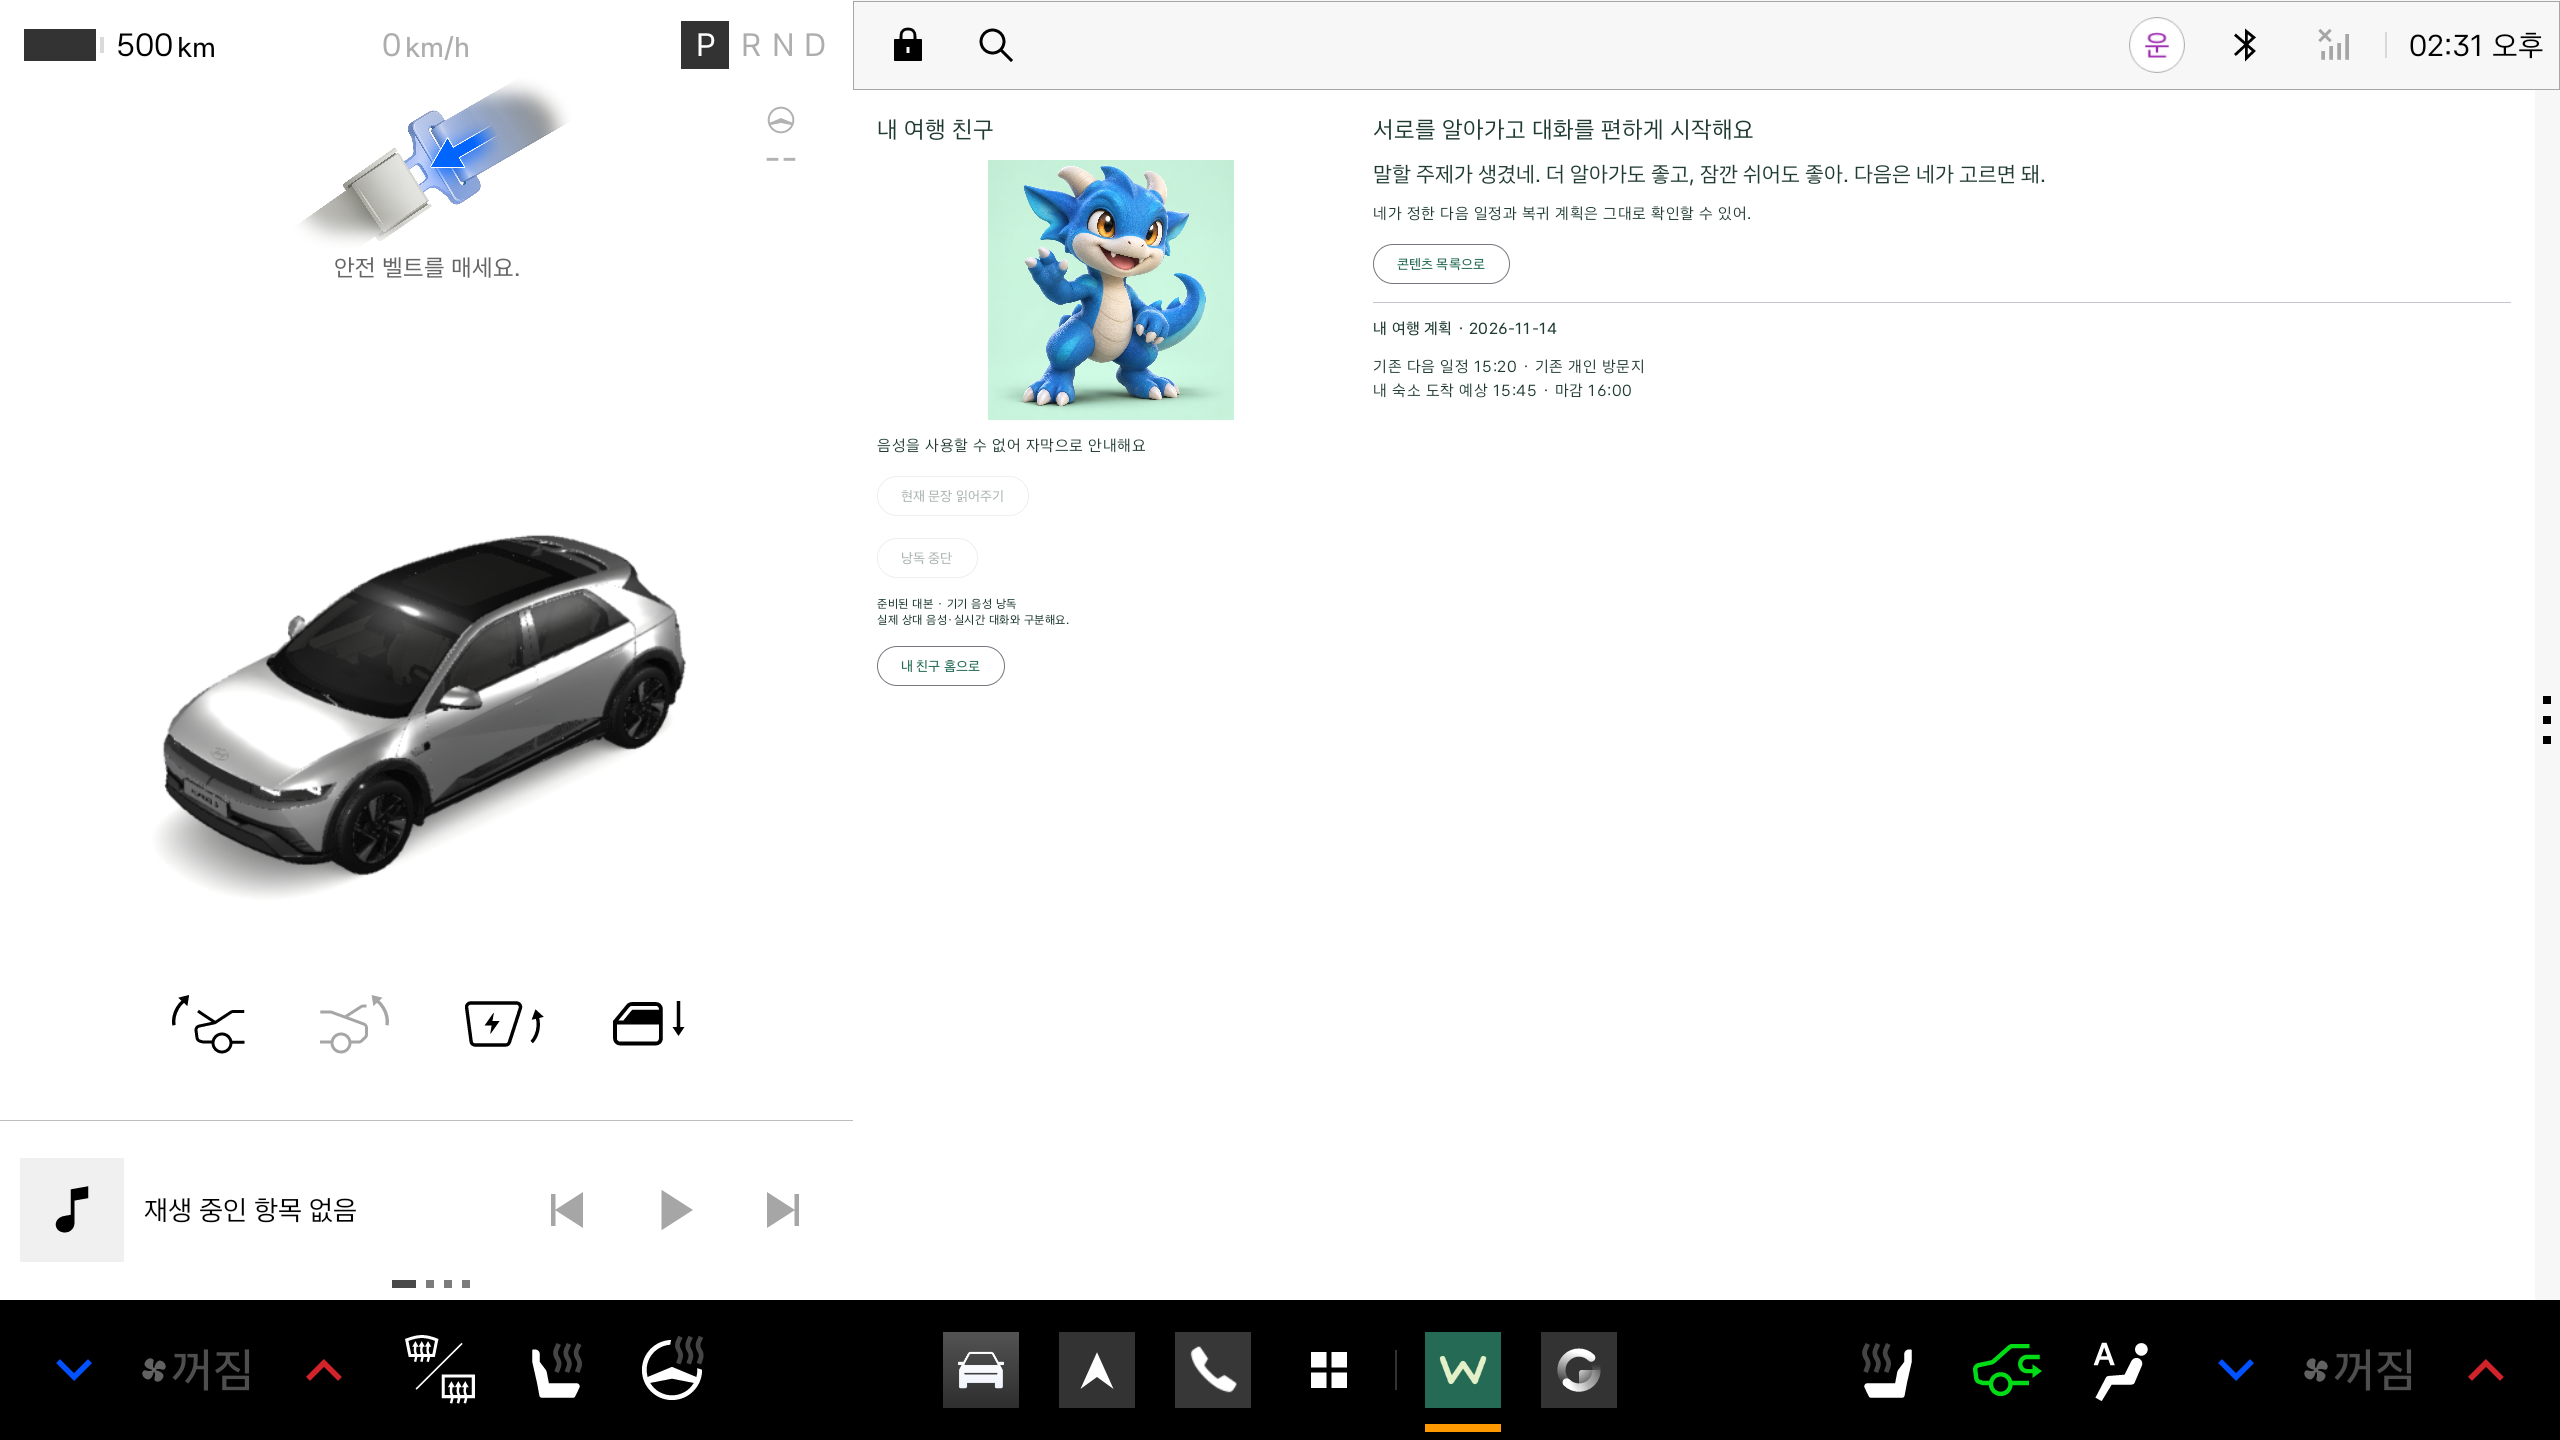 500 km
0 km/h
P R N D
운
02:31 오후
안전 벨트를 매세요.
내 여행 친구
음성을 사용할 수 없어 자막으로 안내해요
현재 문장 읽어주기
낭독 중단
준비된 대본 · 기기 음성 낭독
실제 상대 음성·실시간 대화와 구분해요.
내 친구 홈으로
서로를 알아가고 대화를 편하게 시작해요
말할 주제가 생겼네. 더 알아가도 좋고, 잠깐 쉬어도 좋아. 다음은 네가 고르면 돼.
네가 정한 다음 일정과 복귀 계획은 그대로 확인할 수 있어.
콘텐츠 목록으로
내 여행 계획 · 2026-11-14
기존 다음 일정 15:20 · 기존 개인 방문지
내 숙소 도착 예상 15:45 · 마감 16:00
재생 중인 항목 없음
꺼짐
W
G
A
꺼짐